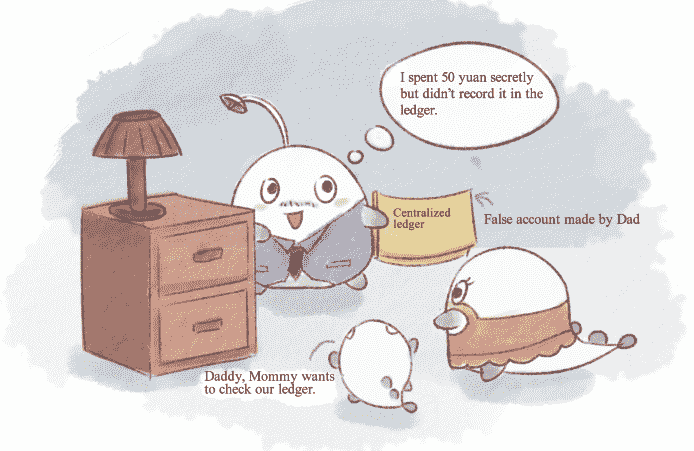 I spent 50 yuan secretly
but didn't record it in the
ledger.
Centralized
ledger
False account made by Dad
Daddy, Mommy wants
to check our ledger.